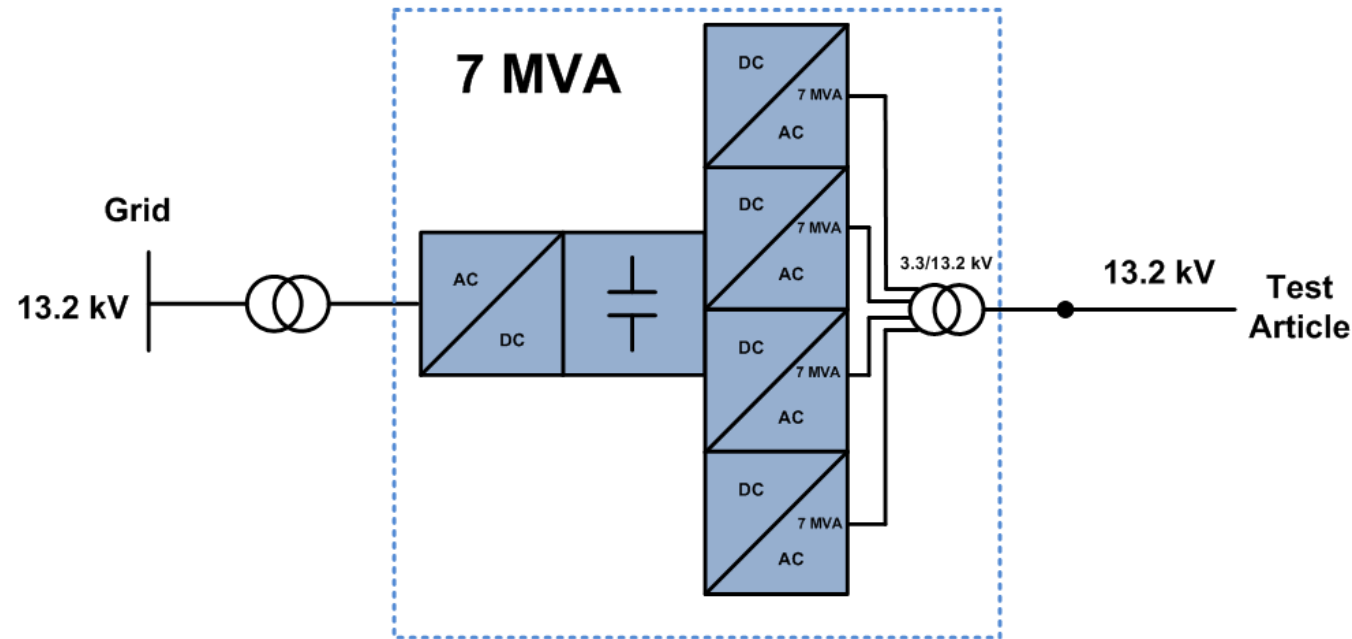 7 MVA
Grid
13.2 kV
AC
DC
DC
7 MVA
AC
DC
7 MVA
AC
DC
7 MVA
AC
DC
7 MVA
AC
3.3/13.2 kV
13.2 kV
Test
Article